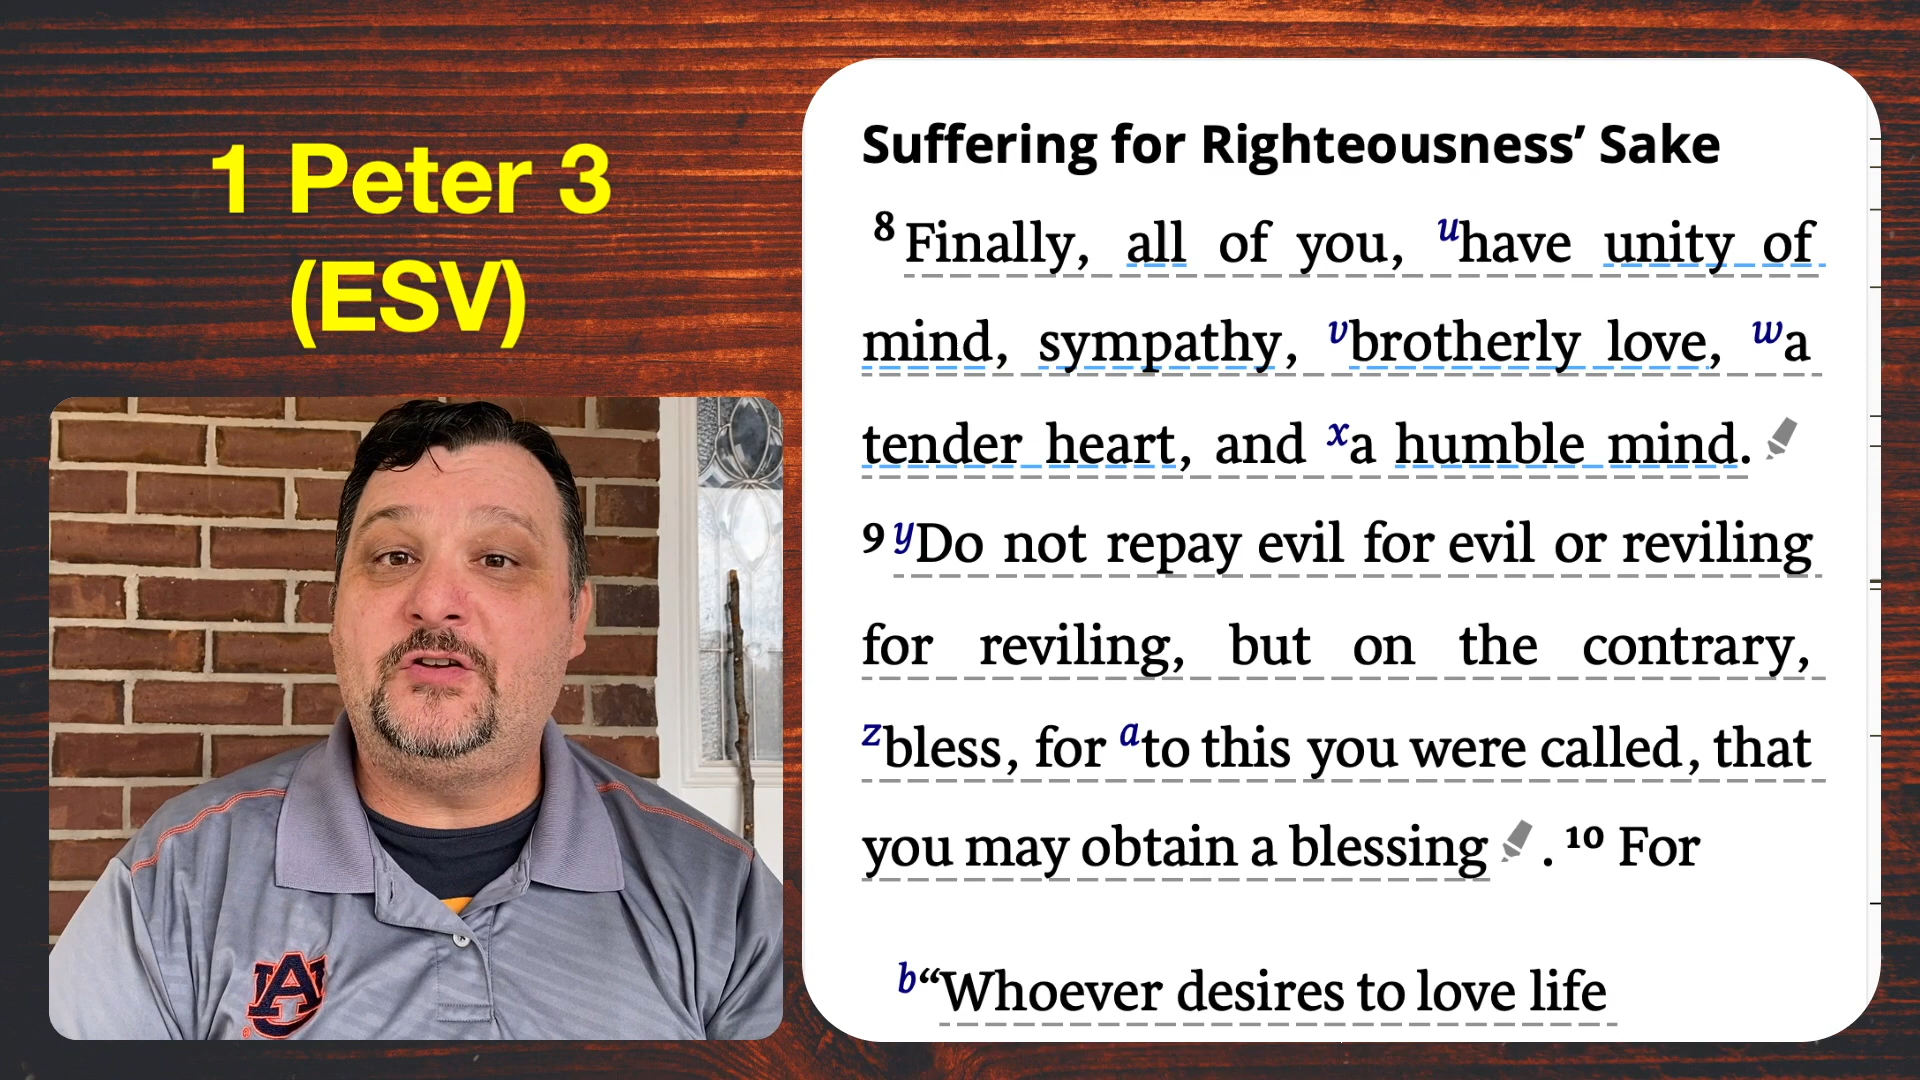 1 Peter 3
(ESV)
Suffering for Righteousness’ Sake
8 Finally, all of you, u have unity of
mind, sympathy, v brotherly love, w a
tender heart, and x a humble mind.
9 y Do not repay evil for evil or reviling
for reviling, but on the contrary,
z bless, for a to this you were called, that
you may obtain a blessing . 10 For
b “Whoever desires to love life
AU